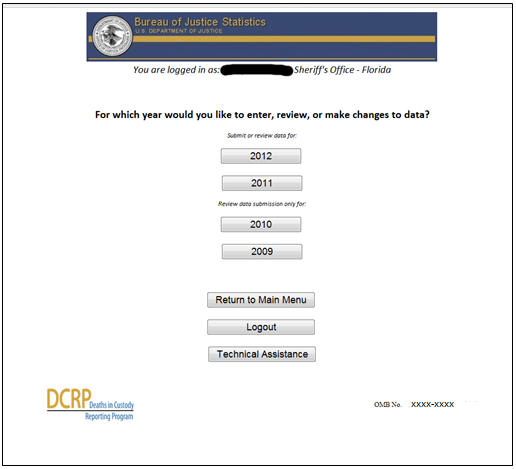 Bureau of Justice Statistics
U.S. DEPARTMENT OF JUSTICE
You are logged in as: Sheriff's Office - Florida
For which year would you like to enter, review, or make changes to data?
Submit or review data for:
2012
2011
Review data submission only for:
2010
2009
Return to Main Menu
Logout
Technical Assistance
DCRP Deaths in Custody
Reporting Program
OMB No. XXXX-XXXX